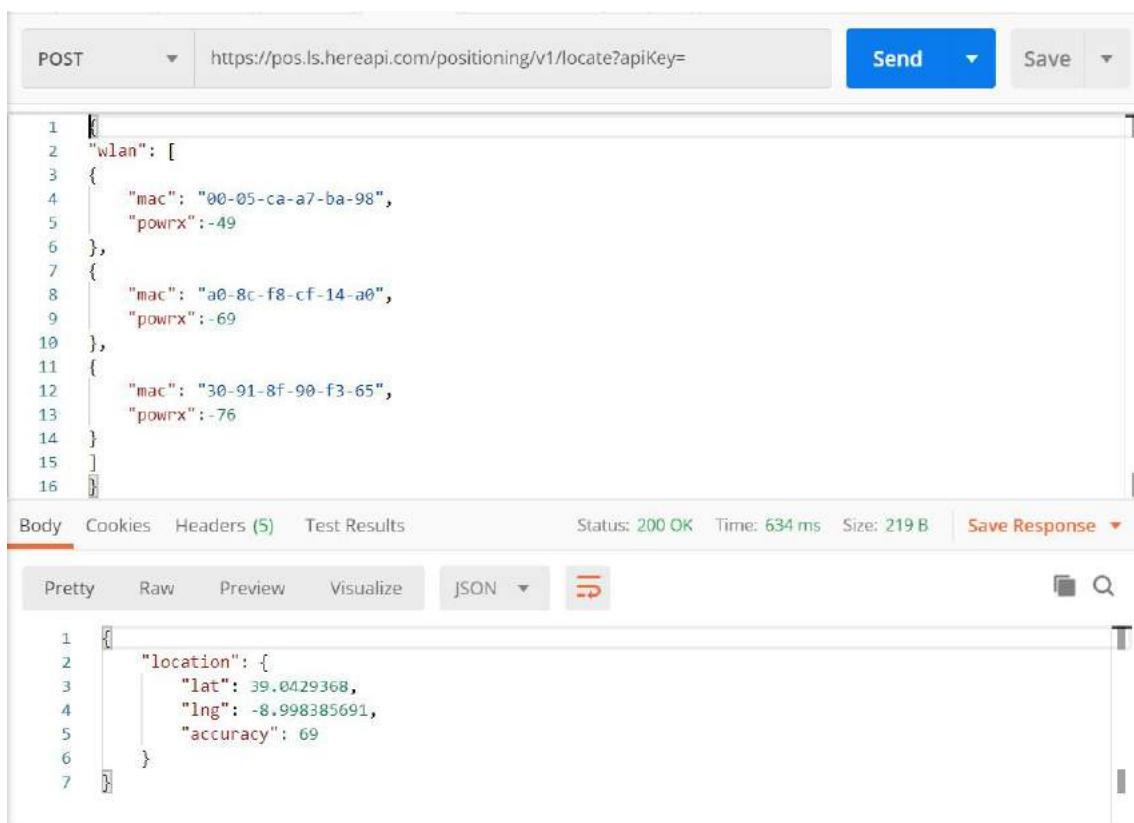 POST https://pos.ls.hereapi.com/positioning/v1/locate?apiKey= Send Save
1 {
2 "wlan": [
3 {
4 "mac": "00-05-ca-a7-ba-98",
5 "powrx":-49
6 },
7 {
8 "mac": "a0-8c-f8-cf-14-a0",
9 "powrx":-69
10 },
11 {
12 "mac": "30-91-8f-90-f3-65",
13 "powrx":-76
14 }
15 ]
16 }
Body Cookies Headers (5) Test Results Status: 200 OK Time: 634 ms Size: 219 B Save Response
Pretty Raw Preview Visualize JSON
1 {
2 "location": {
3 "lat": 39.0429368,
4 "lng": -8.998385691,
5 "accuracy": 69
6 }
7 }